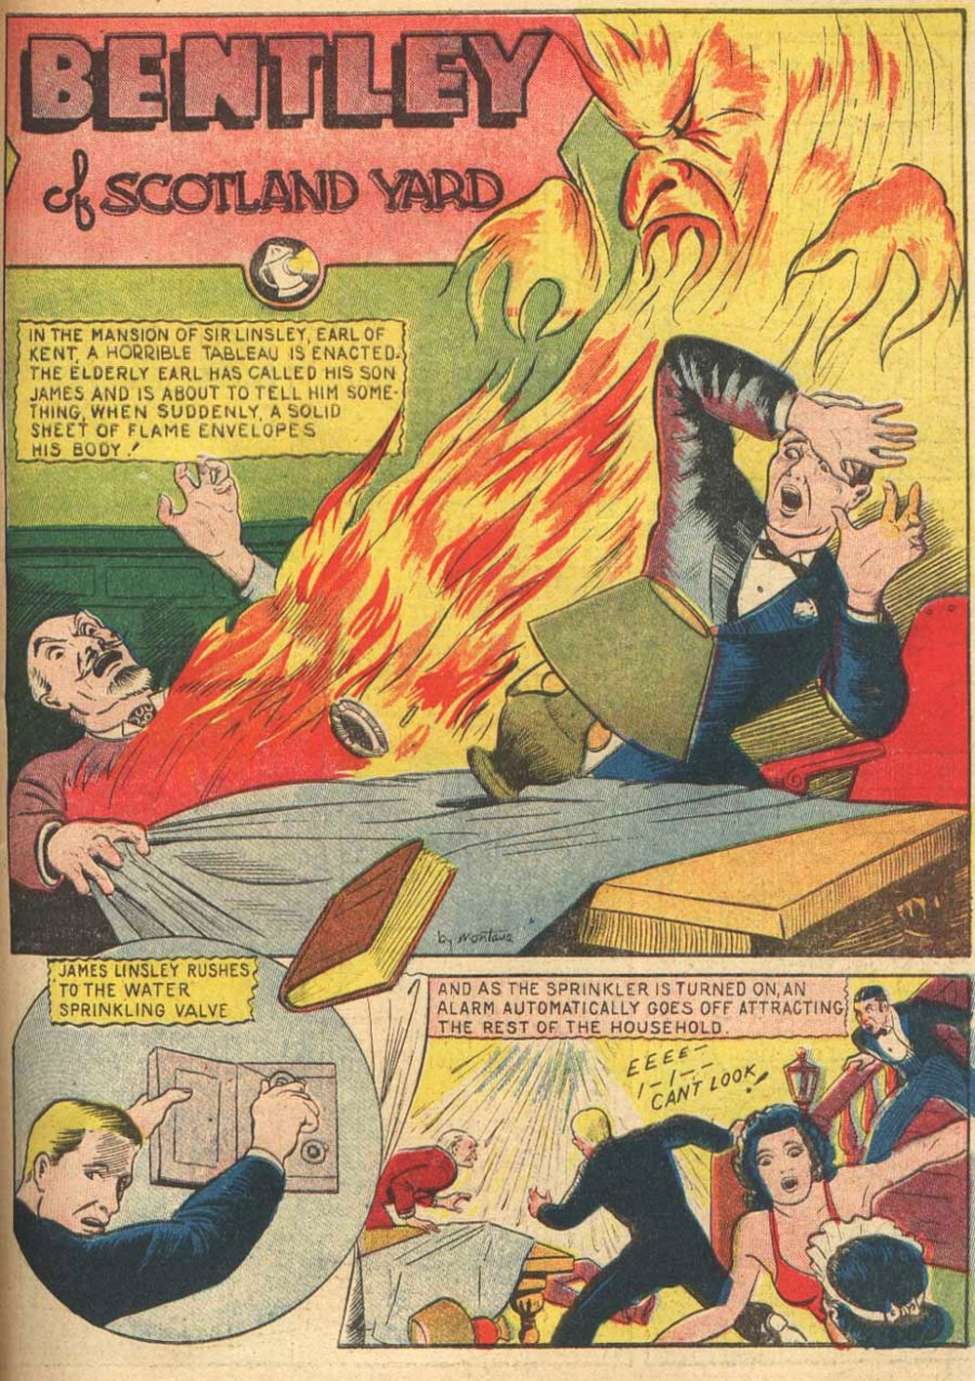 BENTLEY
of SCOTLAND YARD
IN THE MANSION OF SIR LINSLEY, EARL OF
KENT, A HORRIBLE TABLEAU IS ENACTED.
THE ELDERLY EARL HAS CALLED HIS SON
JAMES AND IS ABOUT TO TELL HIM SOME-
THING, WHEN SUDDENLY, A SOLID
SHEET OF FLAME ENVELOPES
HIS BODY!
by Montaus
JAMES LINSLEY RUSHES
TO THE WATER
SPRINKLING VALVE
AND AS THE SPRINKLER IS TURNED ON, AN
ALARM AUTOMATICALLY GOES OFF ATTRACTING
THE REST OF THE HOUSEHOLD.
EEEE—
I-I--
CANT LOOK!